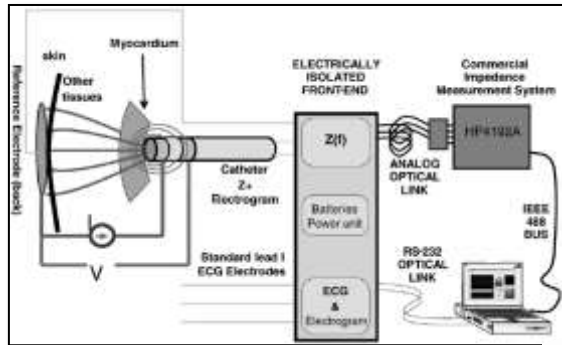 Reference Electrode (back)
skin
Other
tissues
Myocardium
Catheter
Z+
Electrogram
V
Standard lead I
ECG Electrodes
ELECTRICALLY
ISOLATED
FRONT-END
Z(f)
Batteries
Power unit
ECG
&
Electrogram
ANALOG
OPTICAL
LINK
Commercial
Impedance
Measurement System
HP4192A
IEEE
488
BUS
RS-232
OPTICAL
LINK